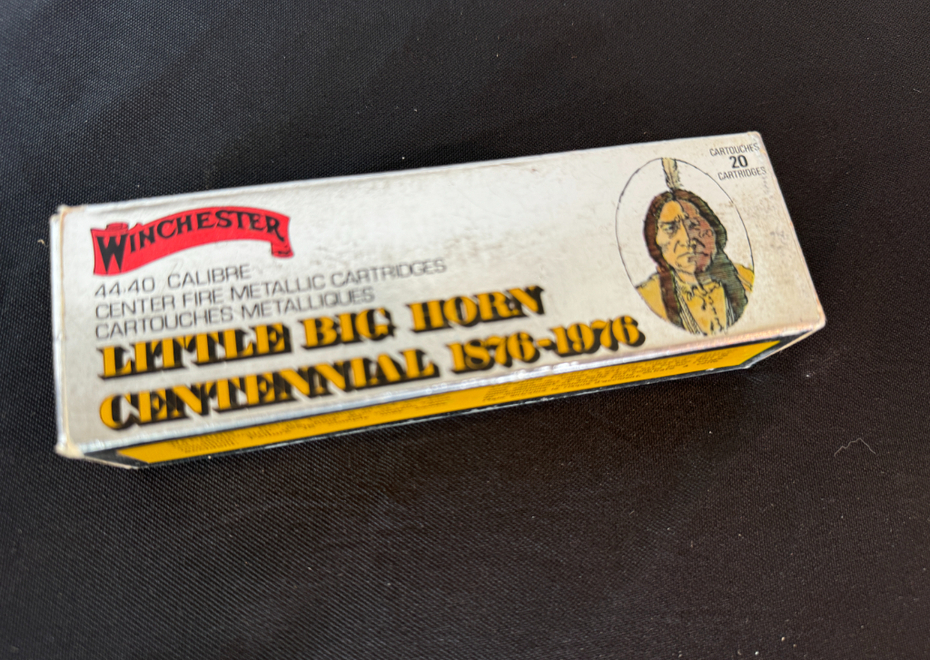 WINCHESTER
44-40 CALIBRE
CENTER FIRE METALLIC CARTRIDGES
CARTOUCHES METALLIQUES
LITTLE BIG HORN
CENTENNIAL 1876-1976
CARTOUCHES
20
CARTRIDGES